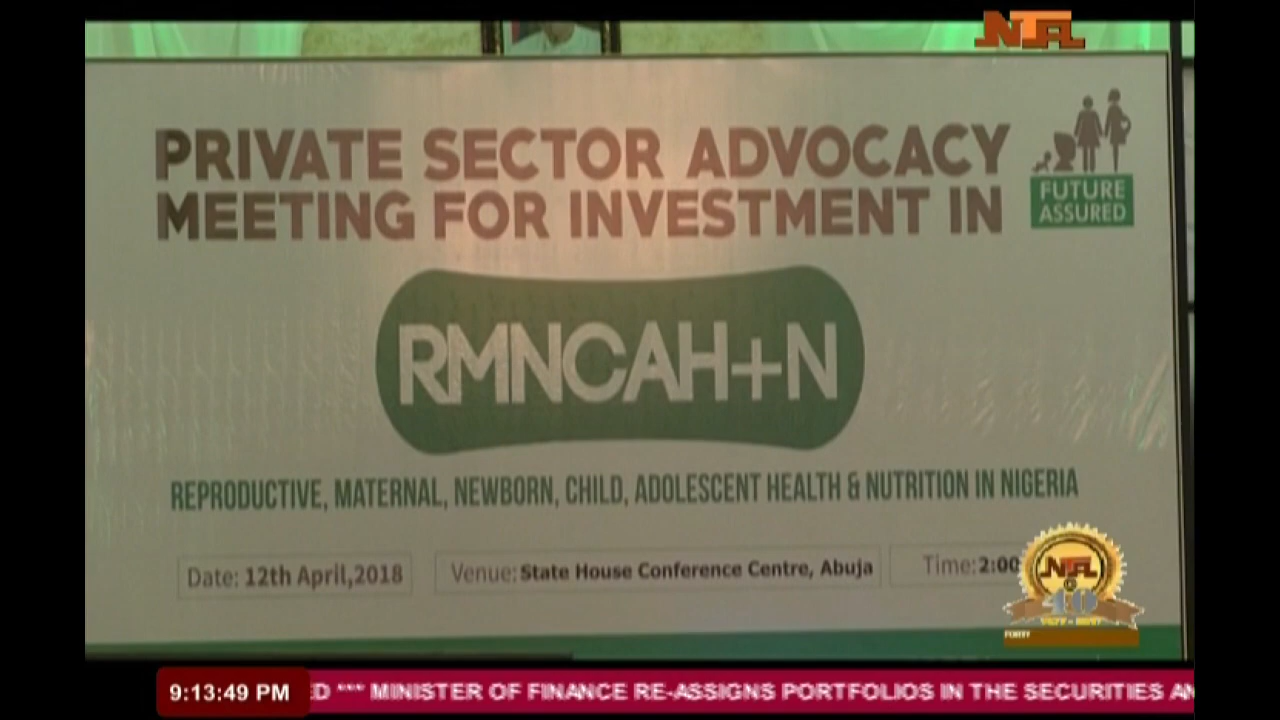 NTA
PRIVATE SECTOR ADVOCACY
MEETING FOR INVESTMENT IN
FUTURE
ASSURED
RMNCAH+N
REPRODUCTIVE, MATERNAL, NEWBORN, CHILD, ADOLESCENT HEALTH & NUTRITION IN NIGERIA
Date: 12th April,2018
Venue: State House Conference Centre, Abuja
Time: 2:00
NTA
@
40
9:13:49 PM
ED *** MINISTER OF FINANCE RE-ASSIGNS PORTFOLIOS IN THE SECURITIES AN